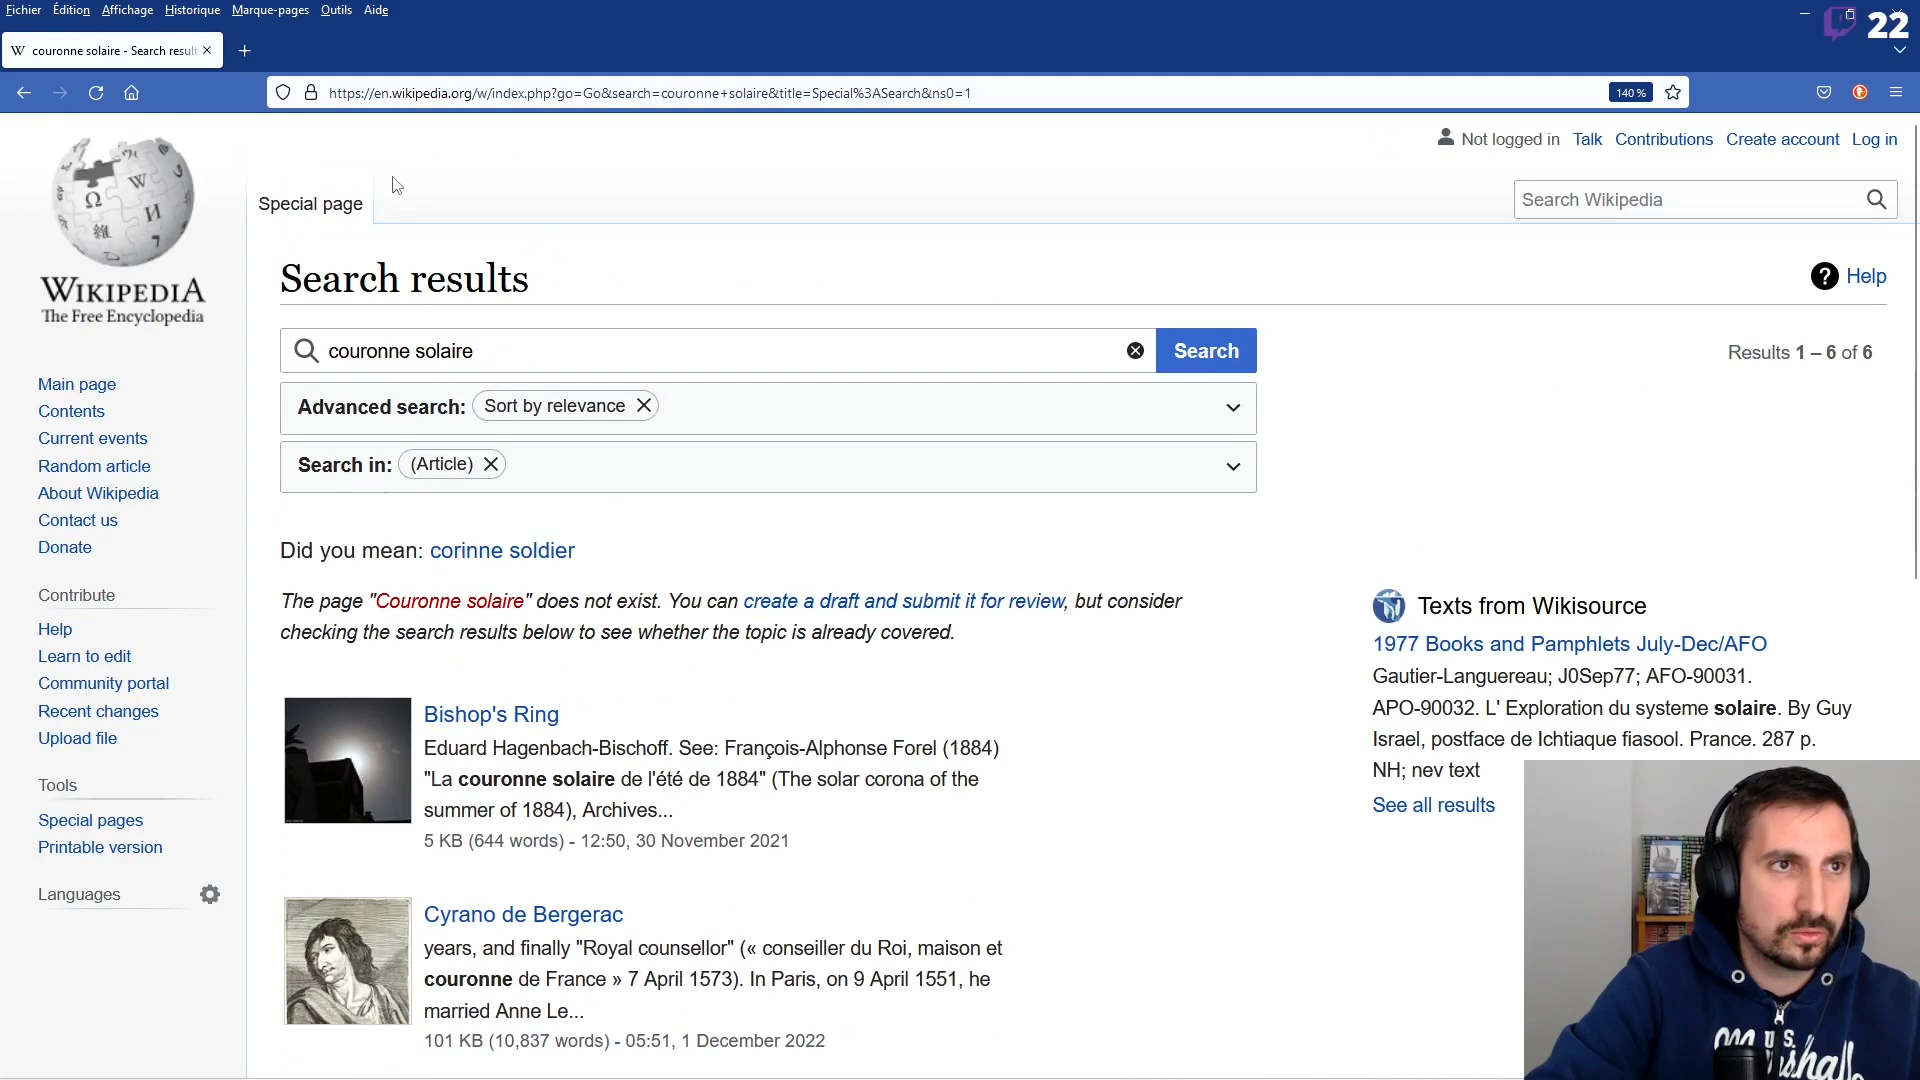 Fichier Édition Affichage Historique Marque-pages Outils Aide
22
couronne solaire - Search result
https://en.wikipedia.org/w/index.php?go=Go&search=couronne+solaire&title=Special%3ASearch&ns0=1
140 %
Not logged in Talk Contributions Create account Log in
Special page
Search Wikipedia
WIKIPEDIA
The Free Encyclopedia
Search results
Help
couronne solaire
Search
Results 1 – 6 of 6
Advanced search: Sort by relevance
Search in: (Article)
Main page
Contents
Current events
Random article
About Wikipedia
Contact us
Donate
Contribute
Help
Learn to edit
Community portal
Recent changes
Upload file
Tools
Special pages
Printable version
Languages
Did you mean: corinne soldier
The page "Couronne solaire" does not exist. You can create a draft and submit it for review, but consider
checking the search results below to see whether the topic is already covered.
Bishop's Ring
Eduard Hagenbach-Bischoff. See: François-Alphonse Forel (1884)
"La couronne solaire de l'été de 1884" (The solar corona of the
summer of 1884), Archives...
5 KB (644 words) - 12:50, 30 November 2021
Cyrano de Bergerac
years, and finally "Royal counsellor" (« conseiller du Roi, maison et
couronne de France » 7 April 1573). In Paris, on 9 April 1551, he
married Anne Le...
101 KB (10,837 words) - 05:51, 1 December 2022
Texts from Wikisource
1977 Books and Pamphlets July-Dec/AFO
Gautier-Languereau; J0Sep77; AFO-90031.
APO-90032. L' Exploration du systeme solaire. By Guy
Israel, postface de Ichtiaque fiasool. Prance. 287 p.
NH; nev text
See all results